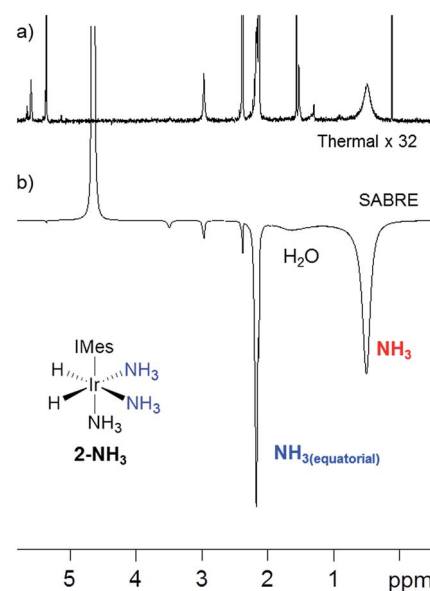 a)
Thermal x 32
b)
SABRE
H₂O
NH₃
IMes
H NH₃
Ir
H NH₃
NH₃
2-NH₃
NH₃(equatorial)
5 4 3 2 1 ppm